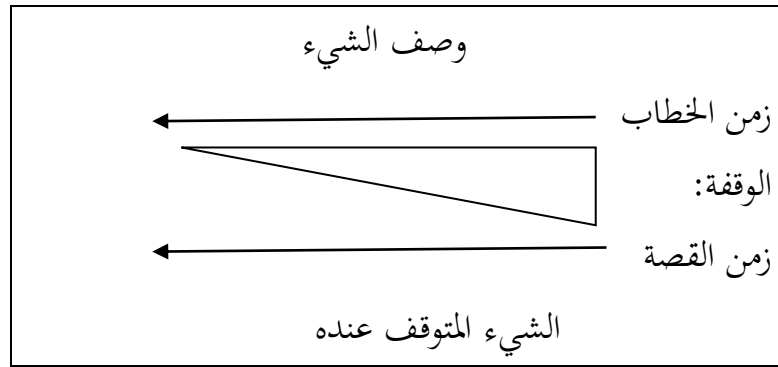 وصف الشيء
زمن الخطاب
الوقفة:
زمن القصة
الشيء المتوقف عنده